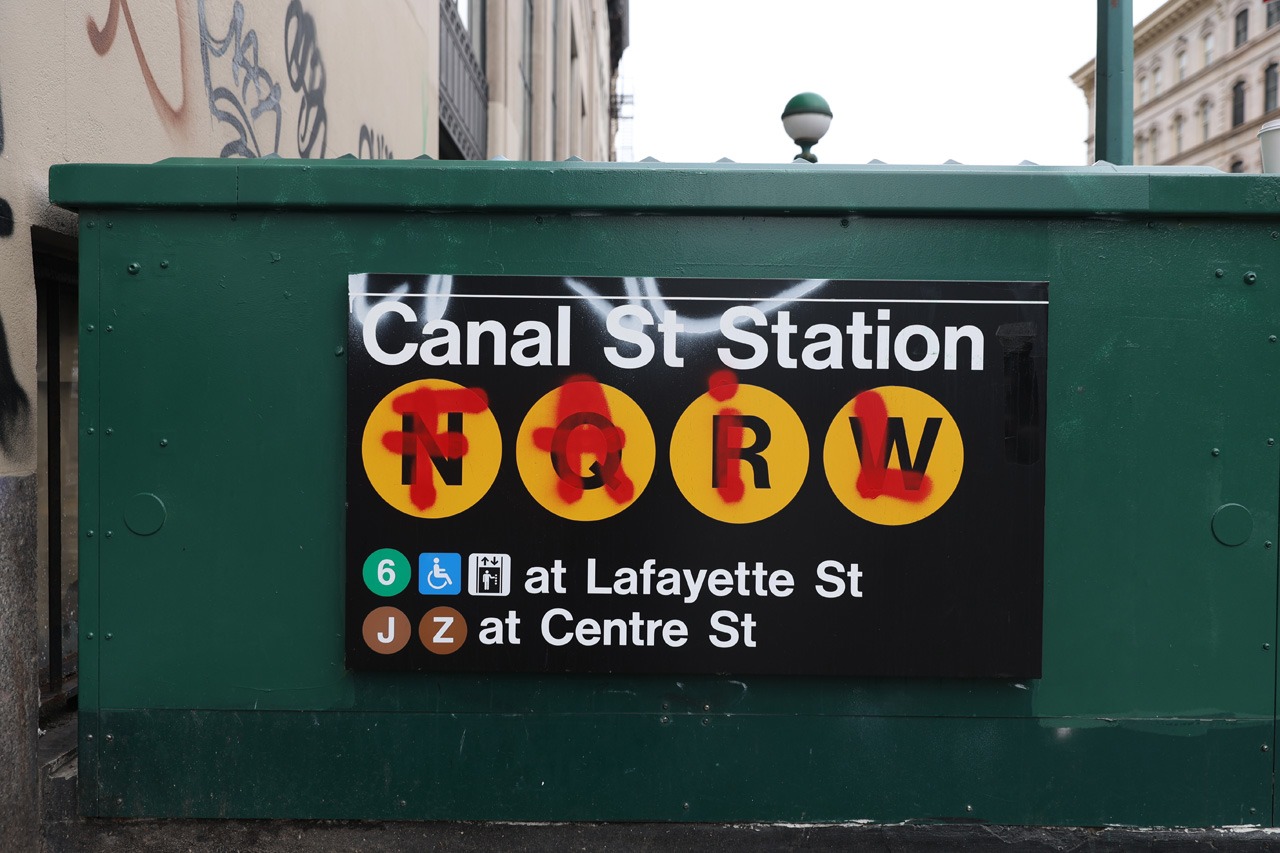 Canal St Station
N Q R W
F A i L
6 at Lafayette St
J Z at Centre St